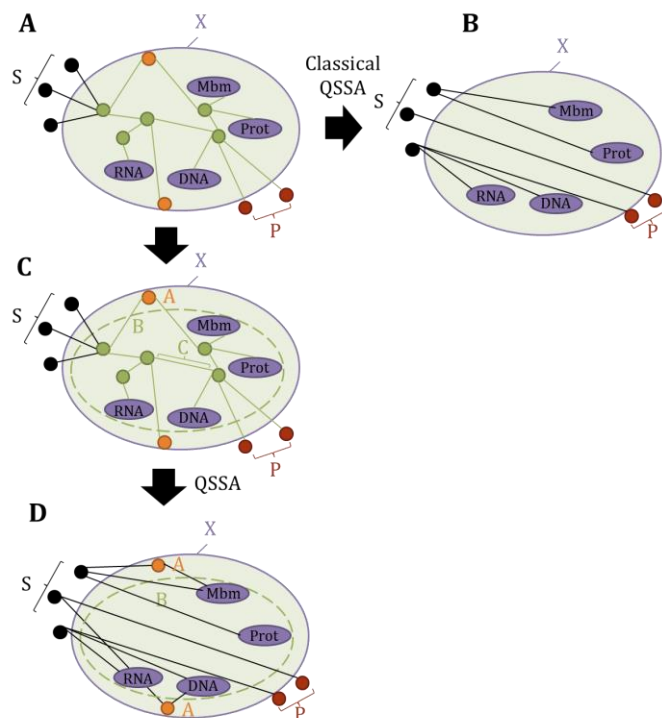 A
X
S
Mbm
Prot
RNA
DNA
P
Classical
QSSA
B
X
S
Mbm
Prot
RNA
DNA
P
C
X
S
A
B
Mbm
C
Prot
RNA
DNA
P
QSSA
D
X
S
A
B
Mbm
Prot
RNA
DNA
A
P